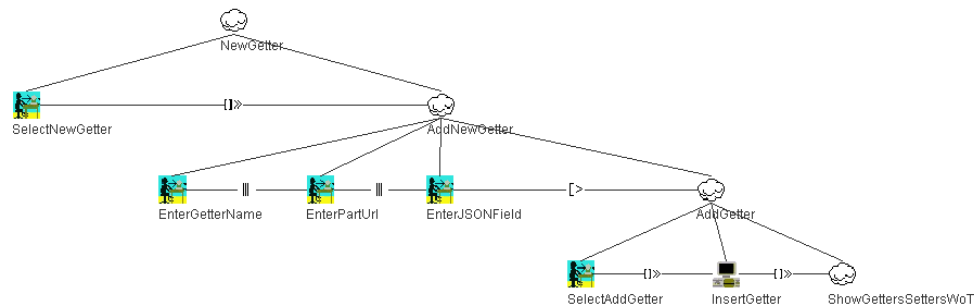 NewGetter
[]>>
SelectNewGetter
AddNewGetter
||| ||| [>
EnterGetterName EnterPartUrl EnterJSONField
AddGetter
[]>> []>>
SelectAddGetter InsertGetter ShowGettersSettersWoT